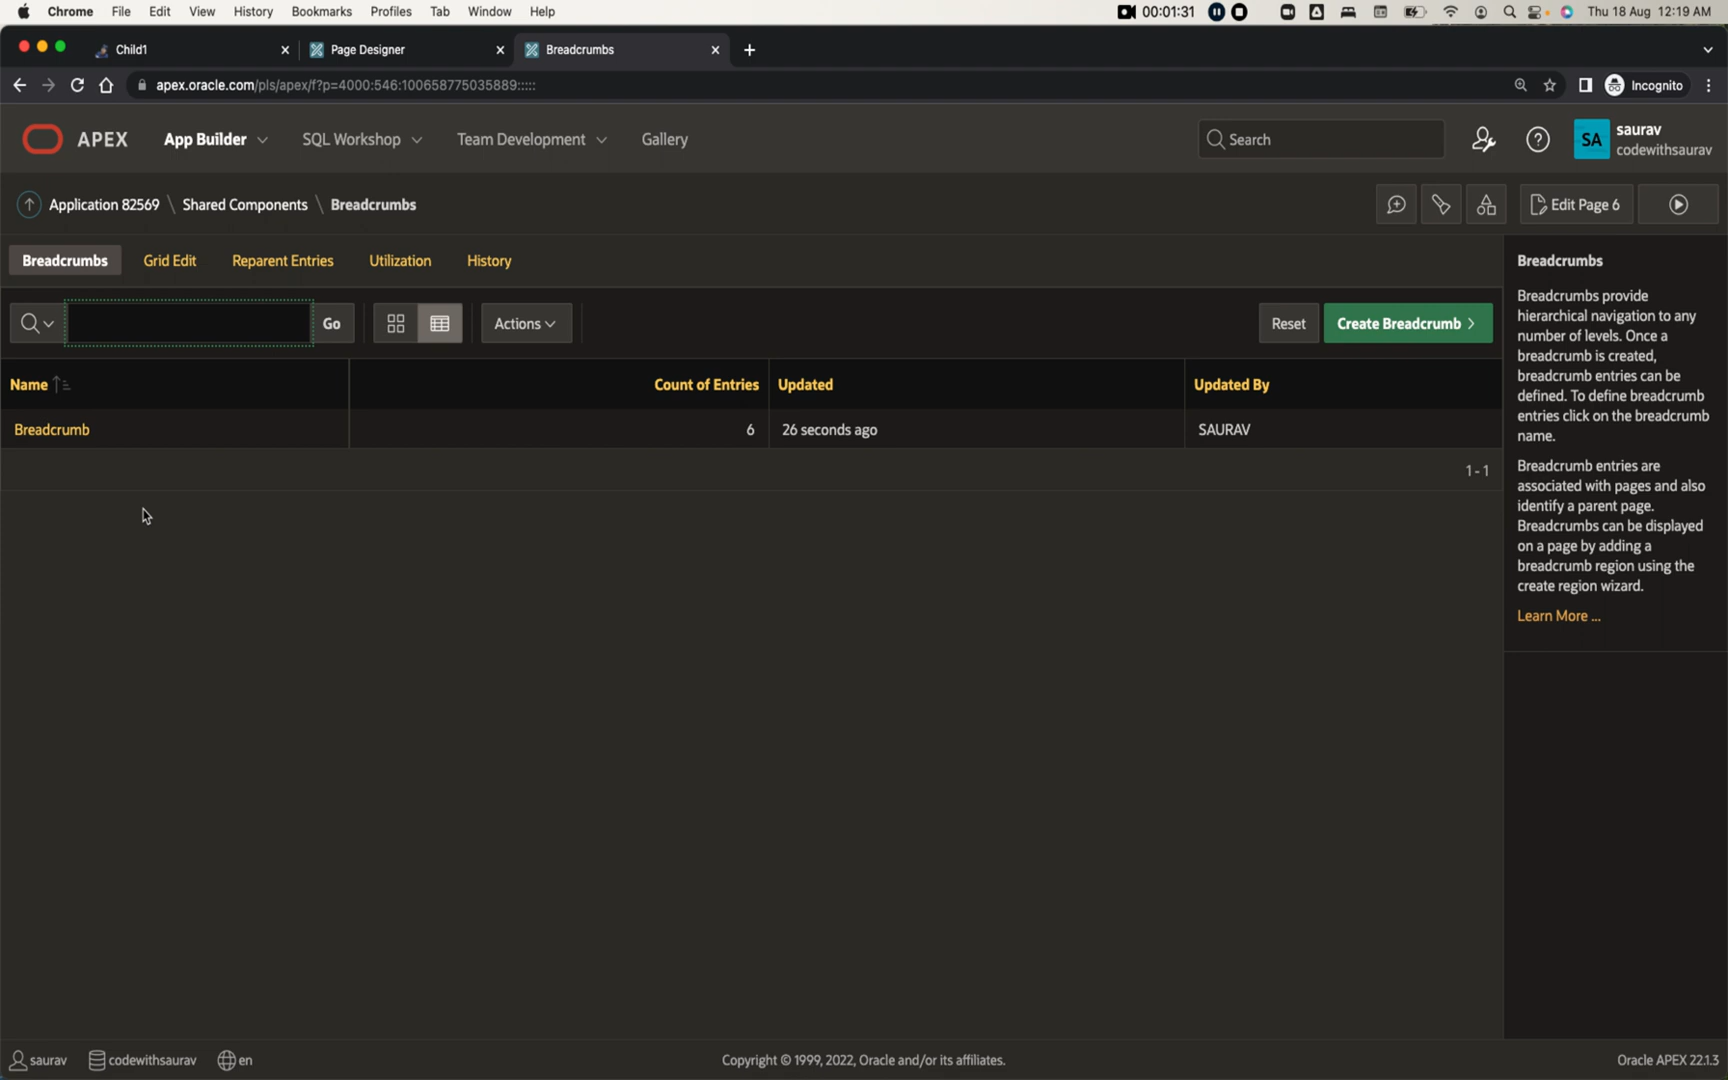 Chrome File Edit View History Bookmarks Profiles Tab Window Help 00:01:31 Thu 18 Aug 12:19 AM
Child1 Page Designer Breadcrumbs
apex.oracle.com/pls/apex/f?p=4000:546:100658775035889::::: Incognito
APEX App Builder SQL Workshop Team Development Gallery Search SA saurav
codewithsaurav
Application 82569 \ Shared Components \ Breadcrumbs Edit Page 6
Breadcrumbs Grid Edit Reparent Entries Utilization History
Go Actions Reset Create Breadcrumb
Name Count of Entries Updated Updated By
Breadcrumb 6 26 seconds ago SAURAV
1 - 1
Breadcrumbs
Breadcrumbs provide
hierarchical navigation to any
number of levels. Once a
breadcrumb is created,
breadcrumb entries can be
defined. To define breadcrumb
entries click on the breadcrumb
name.
Breadcrumb entries are
associated with pages and also
identify a parent page.
Breadcrumbs can be displayed
on a page by adding a
breadcrumb region using the
create region wizard.
Learn More ...
saurav codewithsaurav en Copyright © 1999, 2022, Oracle and/or its affiliates. Oracle APEX 22.1.3